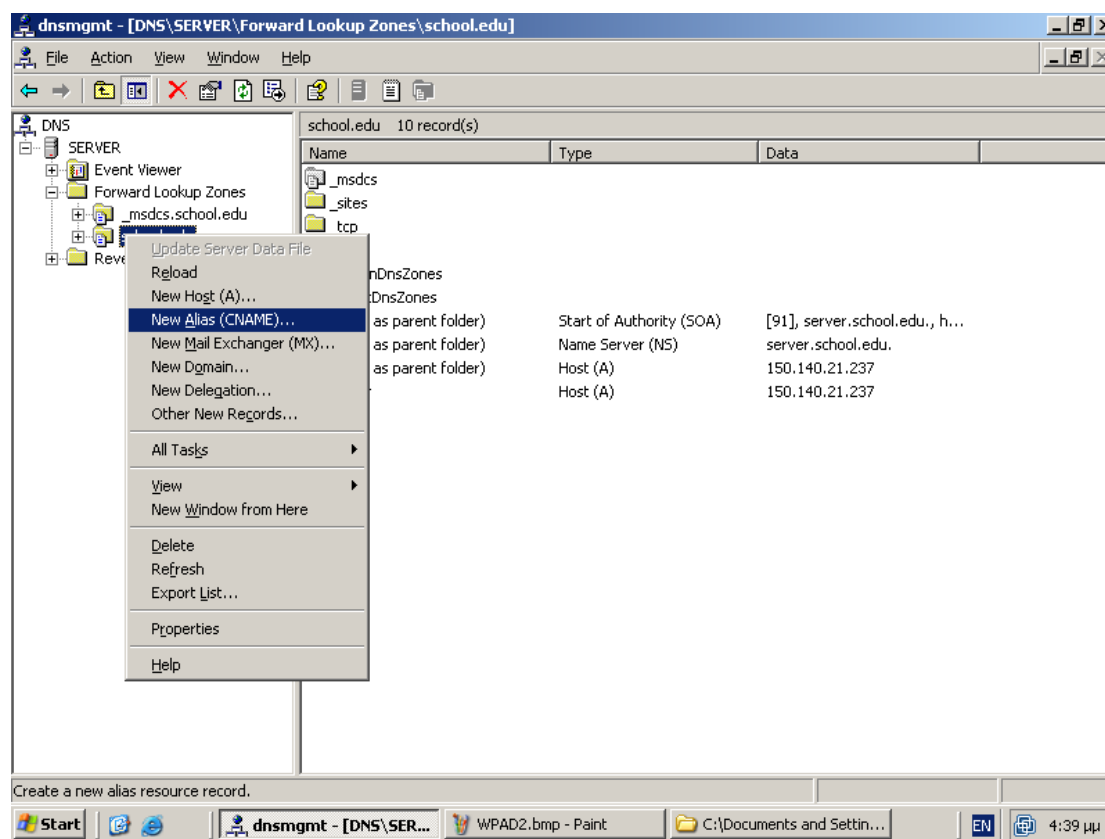 dnsmgmt - [DNS\SERVER\Forward Lookup Zones\school.edu]
File Action View Window Help
DNS
SERVER
Event Viewer
Forward Lookup Zones
_msdcs.school.edu
Reve
school.edu 10 record(s)
Name Type Data
_msdcs
_sites
_tcp
nDnsZones
DnsZones
as parent folder) Start of Authority (SOA) [91], server.school.edu., h...
as parent folder) Name Server (NS) server.school.edu.
as parent folder) Host (A) 150.140.21.237
Host (A) 150.140.21.237
Update Server Data File
Reload
New Host (A)...
New Alias (CNAME)...
New Mail Exchanger (MX)...
New Domain...
New Delegation...
Other New Records...
All Tasks
View
New Window from Here
Delete
Refresh
Export List...
Properties
Help
Create a new alias resource record.
Start dnsmgmt - [DNS\SER... WPAD2.bmp - Paint C:\Documents and Settin... EN 4:39 μμ